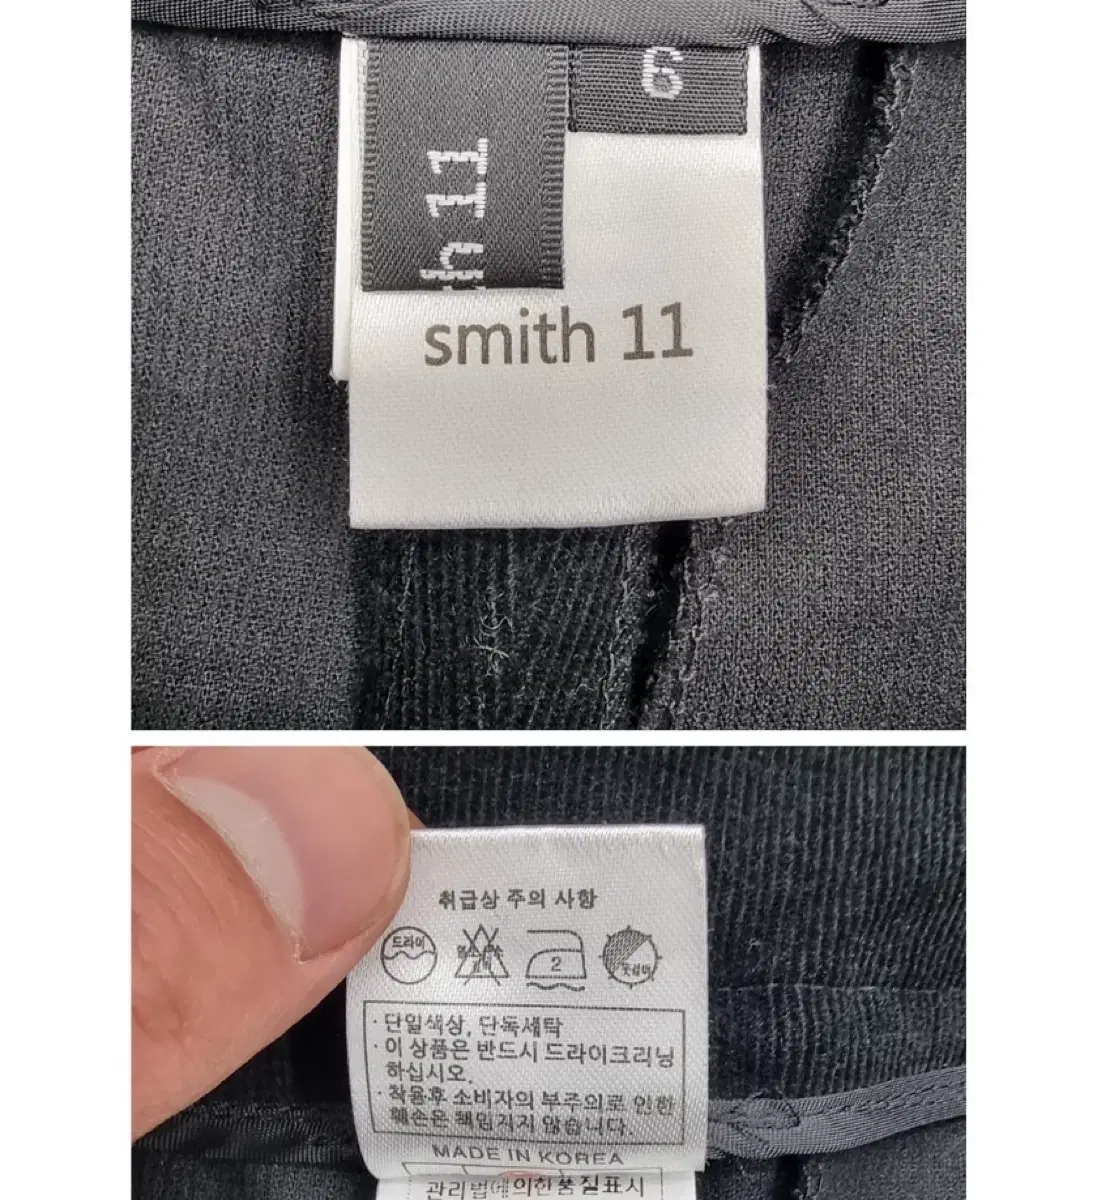 6
h 11
smith 11
취급상 주의 사항
드라이
2
옷걸이
· 단일색상, 단독세탁
· 이 상품은 반드시 드라이크리닝
하십시오.
· 착용후 소비자의 부주의로 인한
훼손은 책임지지 않습니다.
MADE IN KOREA
관리법에의한품질표시